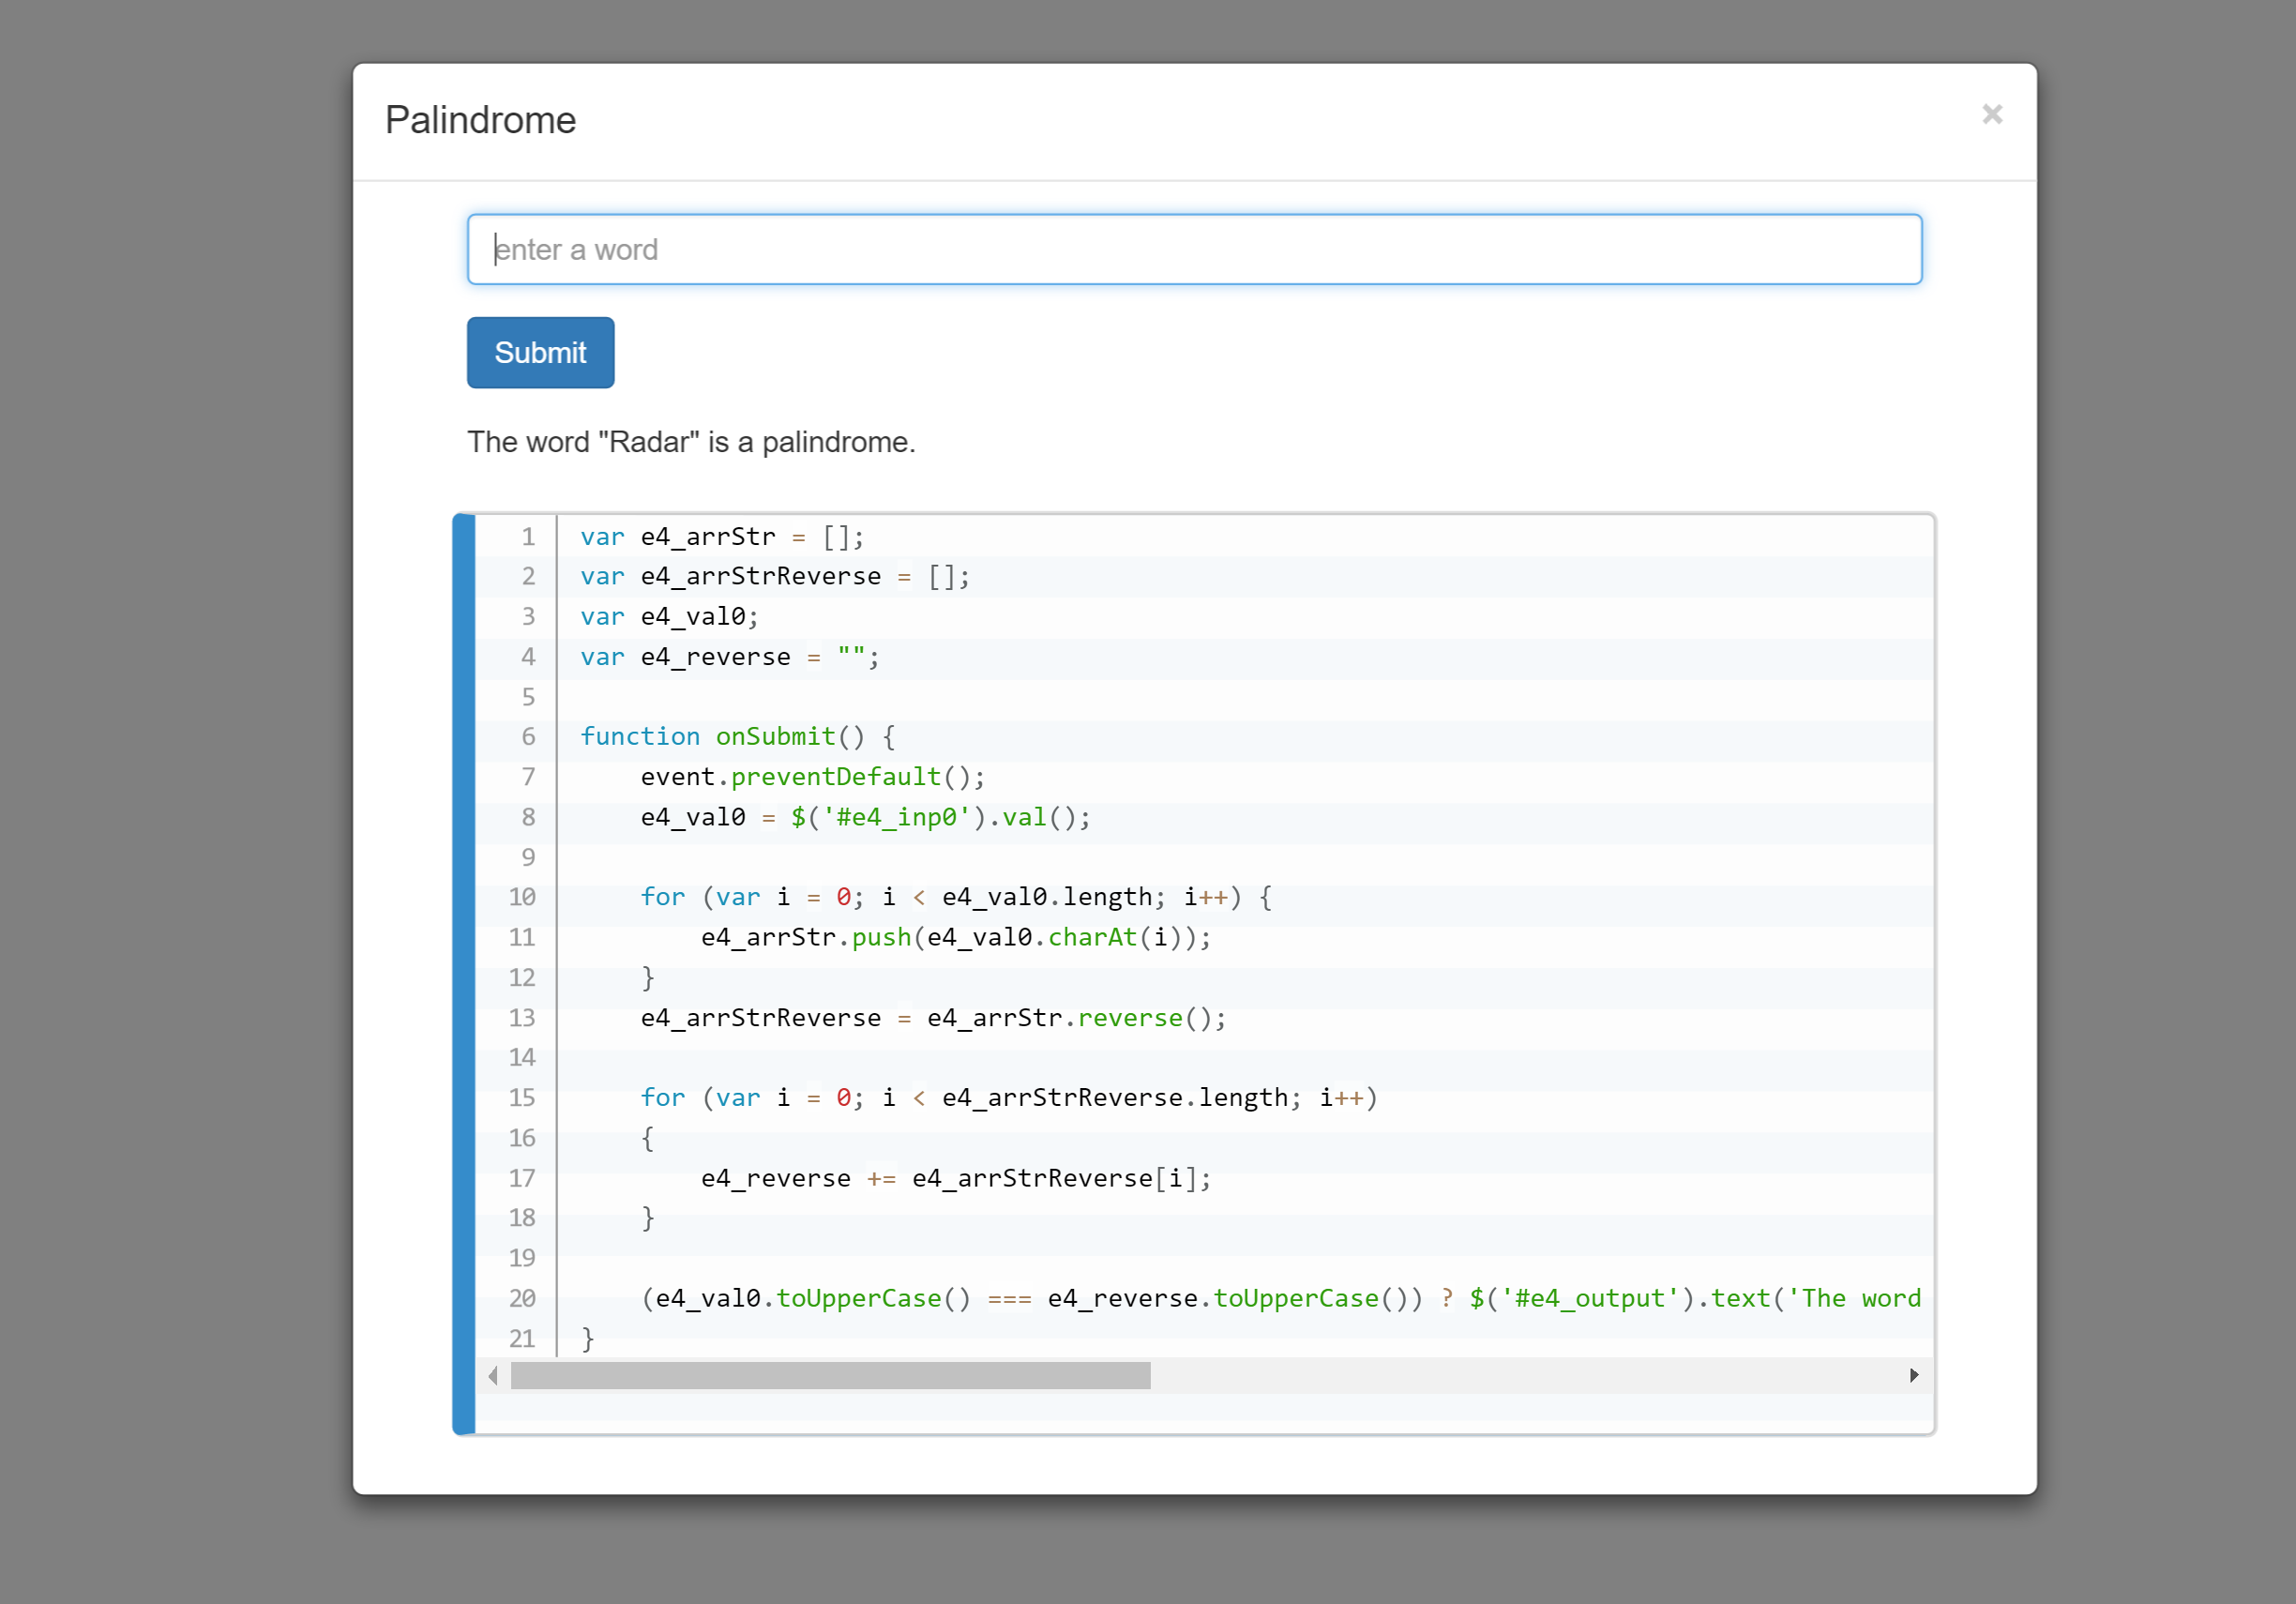 Palindrome
×
enter a word
Submit
The word "Radar" is a palindrome.
1 var e4_arrStr = [];
2 var e4_arrStrReverse = [];
3 var e4_val0;
4 var e4_reverse = "";
5
6 function onSubmit() {
7     event.preventDefault();
8     e4_val0 = $('#e4_inp0').val();
9
10     for (var i = 0; i < e4_val0.length; i++) {
11         e4_arrStr.push(e4_val0.charAt(i));
12     }
13     e4_arrStrReverse = e4_arrStr.reverse();
14
15     for (var i = 0; i < e4_arrStrReverse.length; i++)
16     {
17         e4_reverse += e4_arrStrReverse[i];
18     }
19
20     (e4_val0.toUpperCase() === e4_reverse.toUpperCase()) ? $('#e4_output').text('The word
21 }